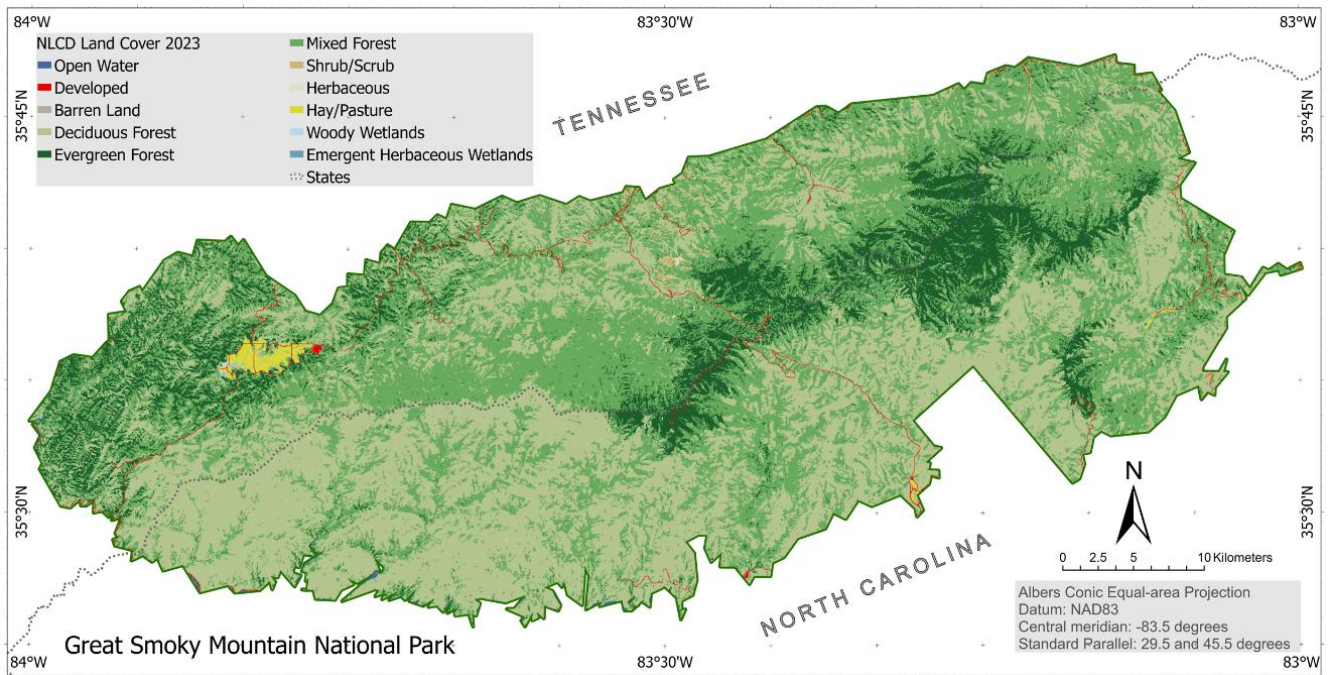 84°W
83°30'W
83°W
NLCD Land Cover 2023
Open Water
Developed
Barren Land
Deciduous Forest
Evergreen Forest
Mixed Forest
Shrub/Scrub
Herbaceous
Hay/Pasture
Woody Wetlands
Emergent Herbaceous Wetlands
States
TENNESSEE
35°45'N
35°45'N
35°30'N
35°30'N
N
0 2.5 5 10 Kilometers
NORTH CAROLINA
Albers Conic Equal-area Projection
Datum: NAD83
Central meridian: -83.5 degrees
Standard Parallel: 29.5 and 45.5 degrees
Great Smoky Mountain National Park
84°W
83°30'W
83°W